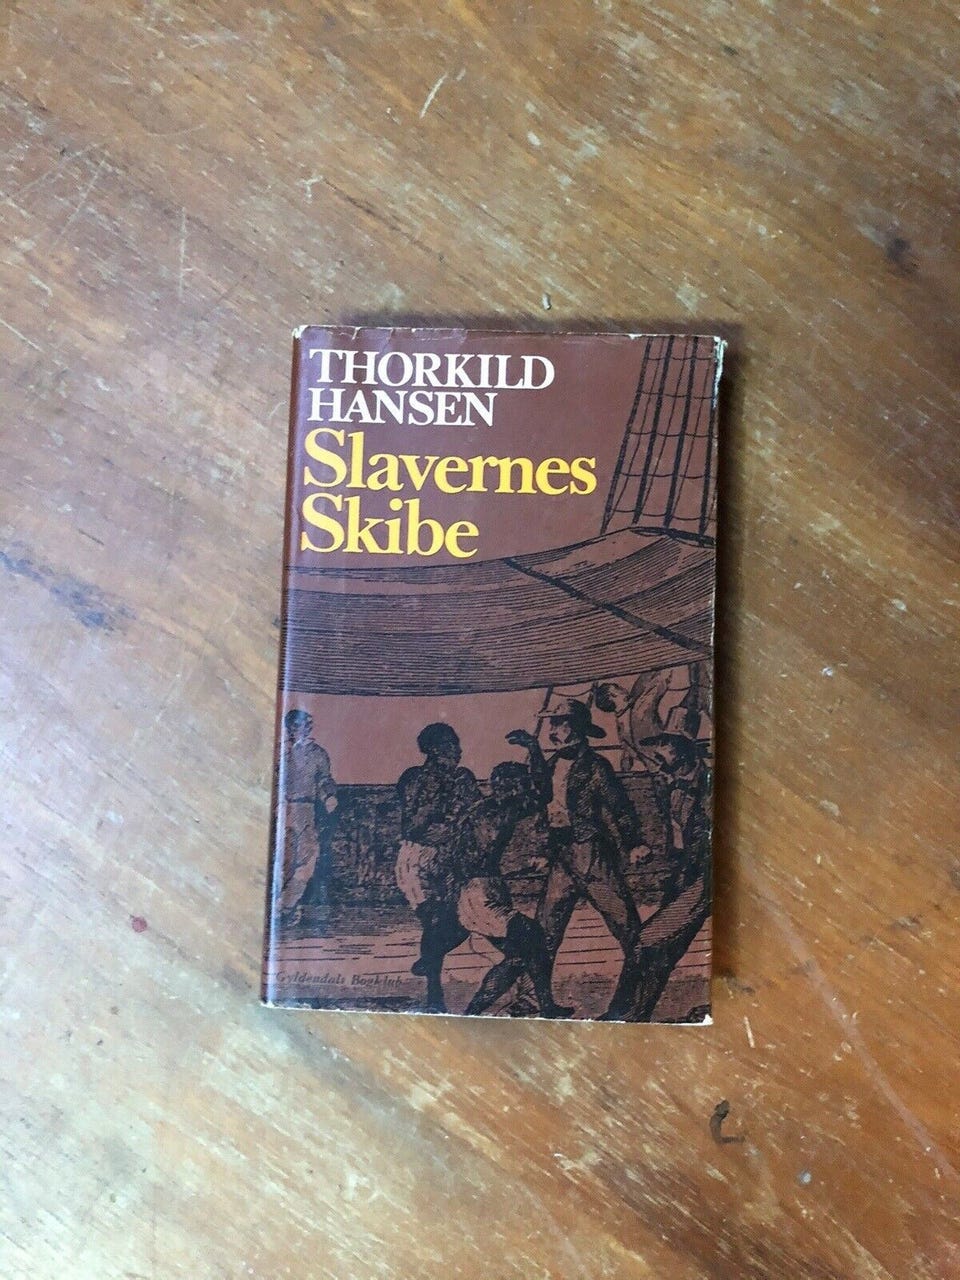 THORKILD
HANSEN
Slavernes
Skibe
Gyldendals Bogklub